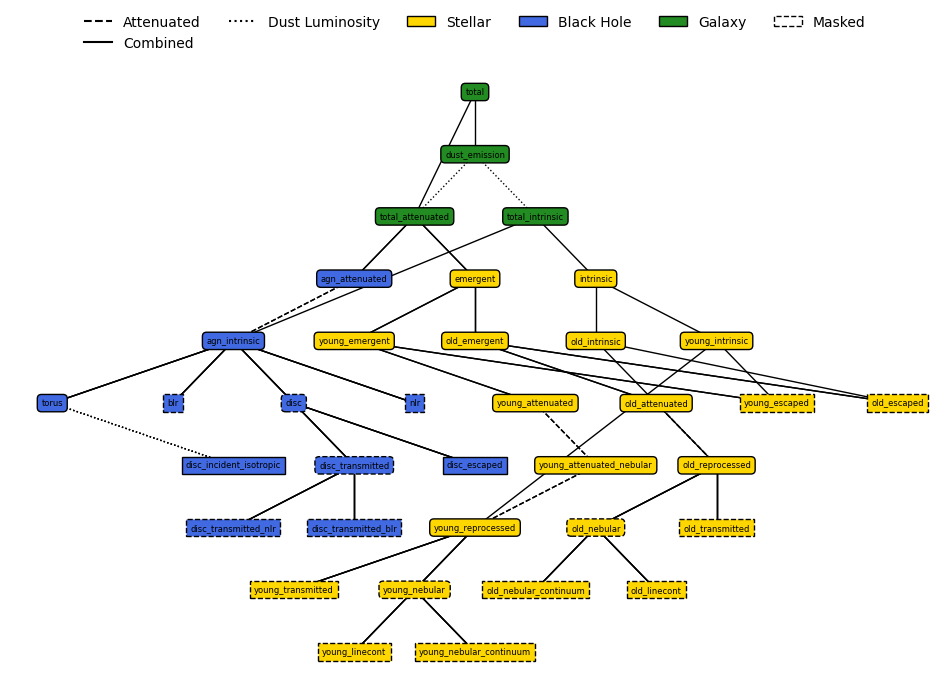 Attenuated Dust Luminosity Stellar Black Hole Galaxy Masked
Combined
total
dust_emission
total_attenuated total_intrinsic
agn_attenuated emergent intrinsic
agn_intrinsic young_emergent old_emergent old_intrinsic young_intrinsic
torus blr disc nlr young_attenuated old_attenuated young_escaped old_escaped
disc_incident_isotropic disc_transmitted disc_escaped young_attenuated_nebular old_reprocessed
disc_transmitted_nlr disc_transmitted_blr young_reprocessed old_nebular old_transmitted
young_transmitted young_nebular old_nebular_continuum old_linecont
young_linecont young_nebular_continuum